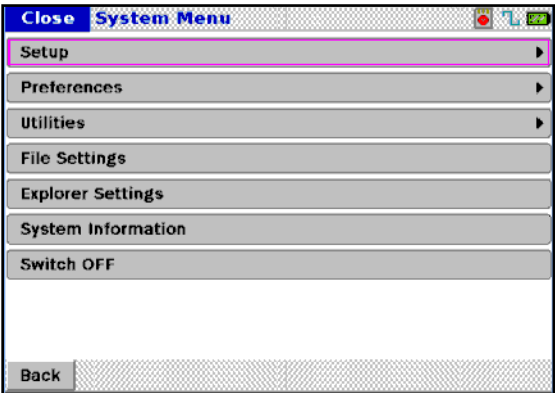 Close System Menu
Setup
Preferences
Utilities
File Settings
Explorer Settings
System Information
Switch OFF
Back